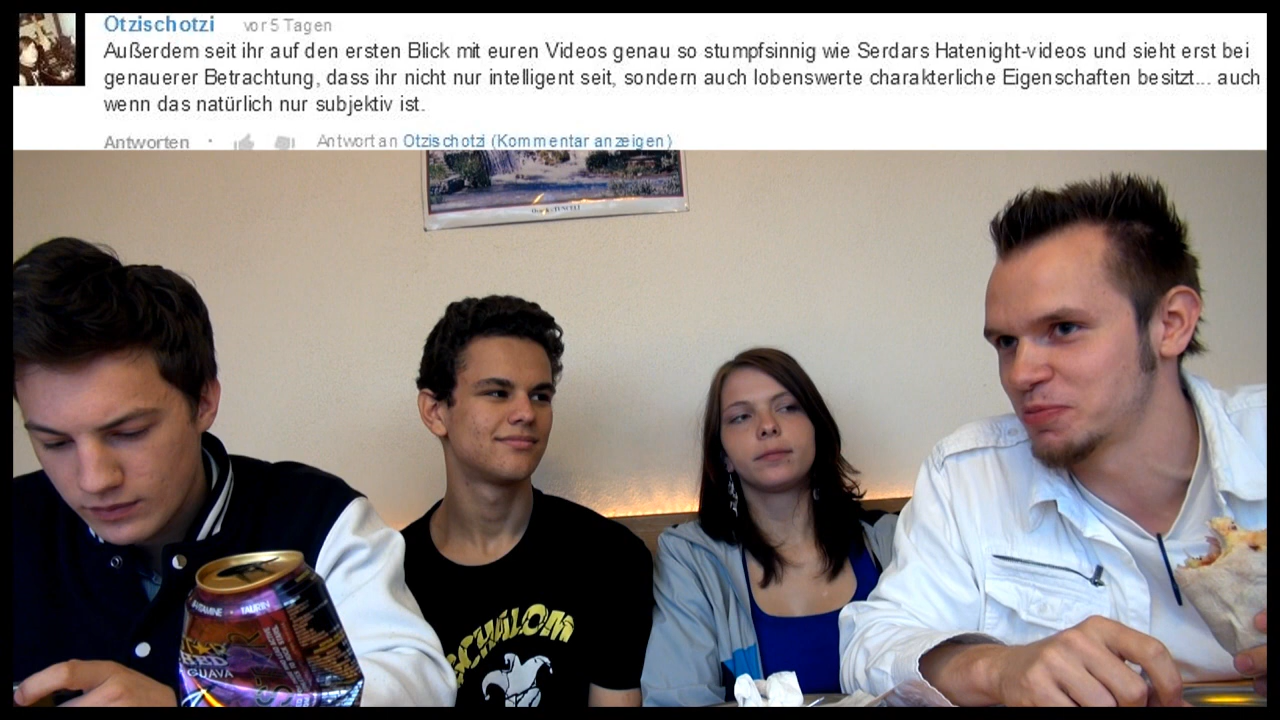 Otzischotzi vor 5 Tagen
Außerdem seit ihr auf den ersten Blick mit euren Videos genau so stumpfsinnig wie Serdars Hatenight-videos und sieht erst bei
genauerer Betrachtung, dass ihr nicht nur intelligent seit, sondern auch lobenswerte charakterliche Eigenschaften besitzt... auch
wenn das natürlich nur subjektiv ist.
Antworten · Antwort an Otzischotzi (Kommentar anzeigen)
SCHALOM
TAURIN
GUAVA